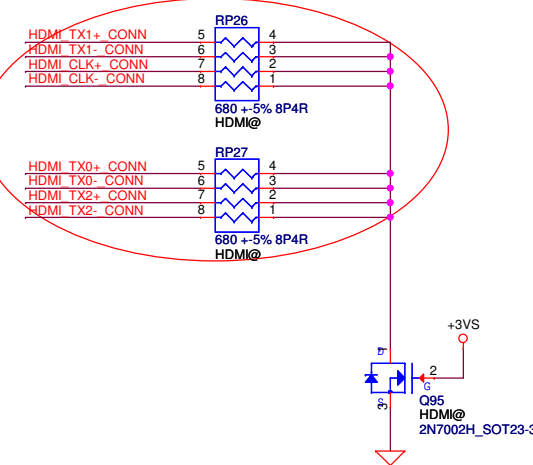 RP26
HDMI_TX1+_CONN 5 4
HDMI_TX1-_CONN 6 3
HDMI_CLK+_CONN 7 2
HDMI_CLK-_CONN 8 1
680 +-5% 8P4R
HDMI@
RP27
HDMI_TX0+_CONN 5 4
HDMI_TX0-_CONN 6 3
HDMI_TX2+_CONN 7 2
HDMI_TX2-_CONN 8 1
680 +-5% 8P4R
HDMI@
+3VS
D 1
2
G
S 3
Q95
HDMI@
2N7002H_SOT23-3